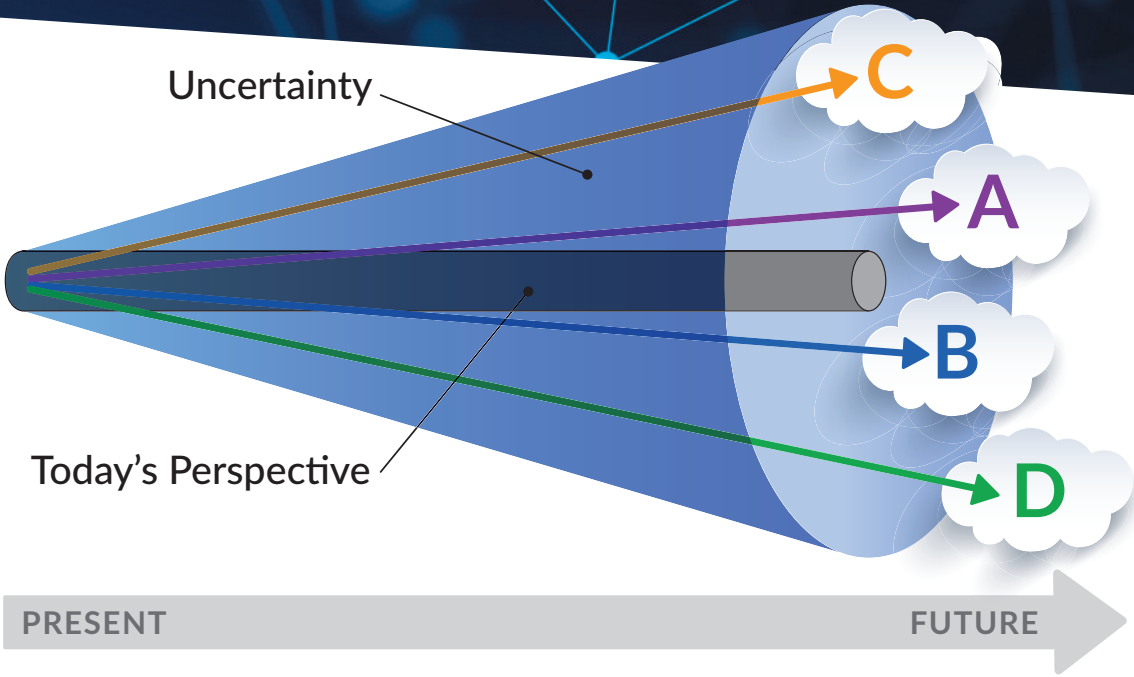 Uncertainty
C
A
B
Today's Perspective
D
PRESENT
FUTURE